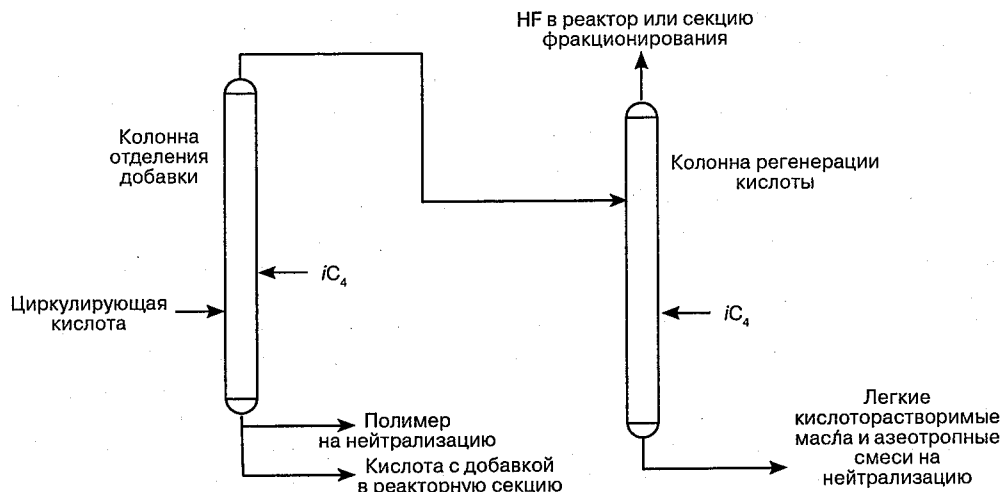 HF в реактор или секцию
фракционирования
Колонна
отделения
добавки
Колонна регенерации
кислоты
iC₄
Циркулирующая
кислота
iC₄
Полимер
на нейтрализацию
Кислота с добавкой
в реакторную секцию
Легкие
кислоторастворимые
масла и азеотропные
смеси на
нейтрализацию